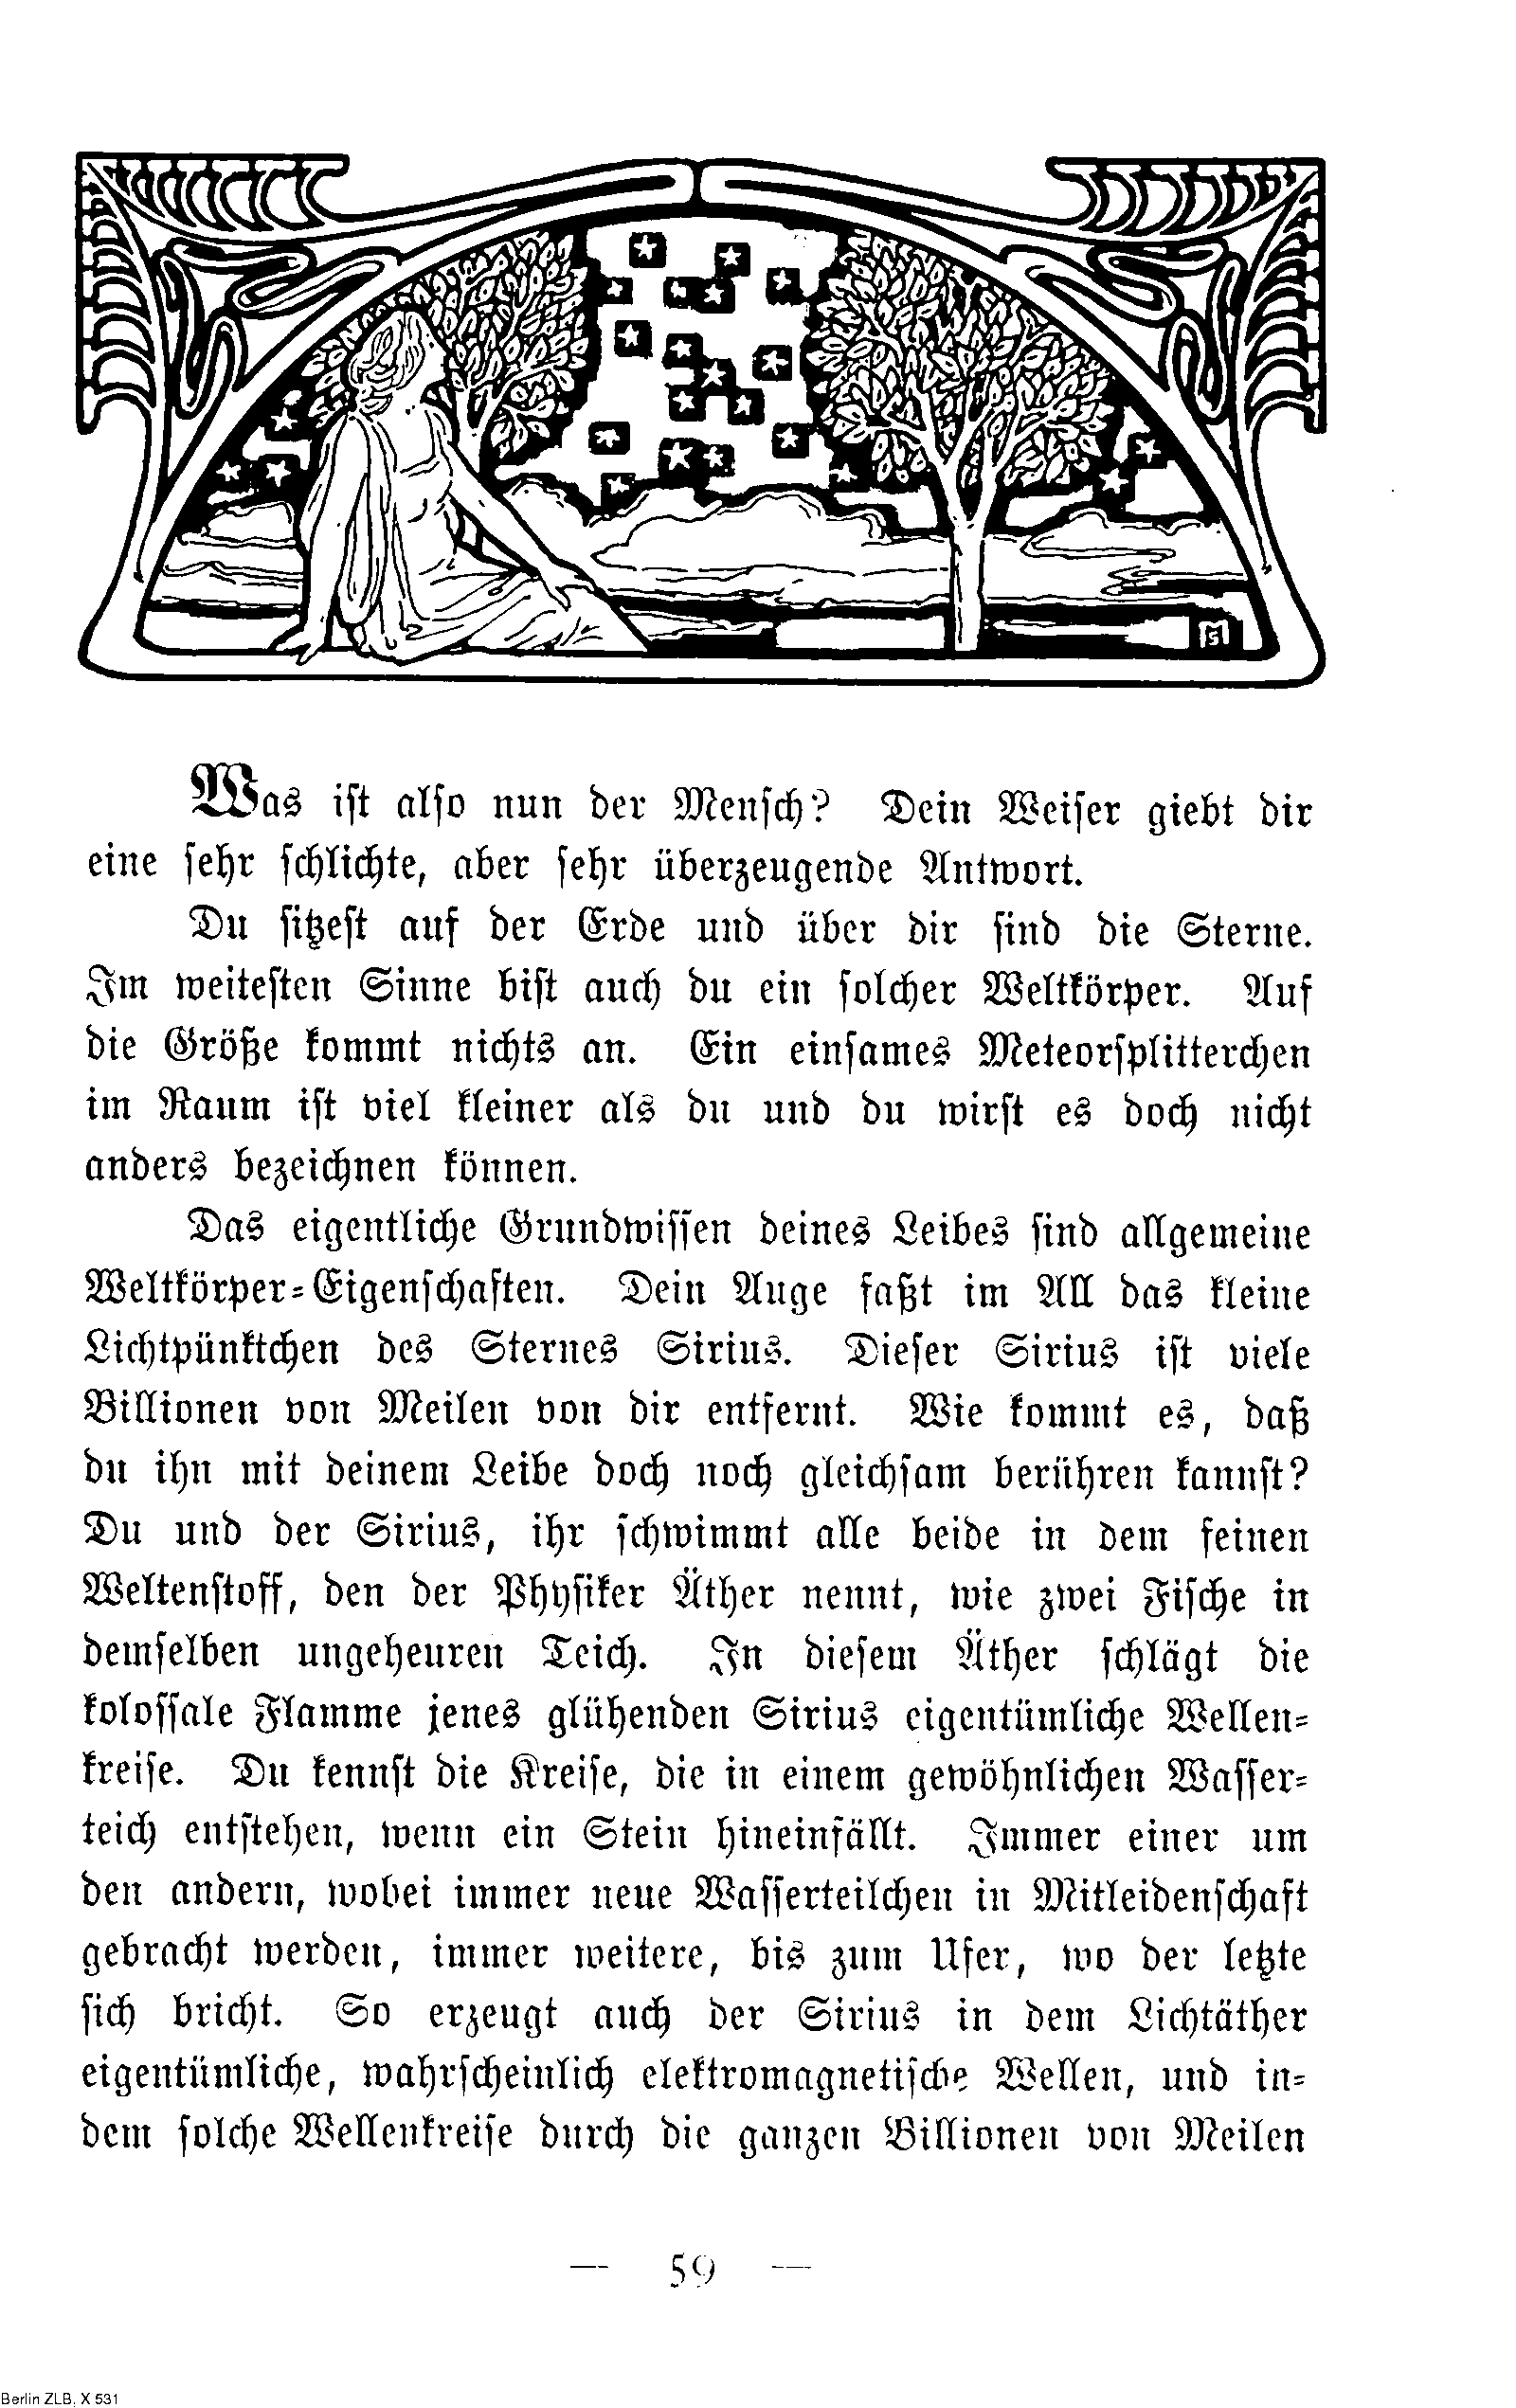 Was ist also nun der Mensch? Dein Weiser giebt dir
eine sehr schlichte, aber sehr überzeugende Antwort.
Du sitzest auf der Erde und über dir sind die Sterne.
Im weitesten Sinne bist auch du ein solcher Weltkörper. Auf
die Größe kommt nichts an. Ein einsames Meteorsplitterchen
im Raum ist viel kleiner als du und du wirst es doch nicht
anders bezeichnen können.
Das eigentliche Grundwissen deines Leibes sind allgemeine
Weltkörper-Eigenschaften. Dein Auge faßt im All das kleine
Lichtpünktchen des Sternes Sirius. Dieser Sirius ist viele
Billionen von Meilen von dir entfernt. Wie kommt es, daß
du ihn mit deinem Leibe doch noch gleichsam berühren kannst?
Du und der Sirius, ihr schwimmt alle beide in dem feinen
Weltenstoff, den der Physiker Äther nennt, wie zwei Fische in
demselben ungeheuren Teich. In diesem Äther schlägt die
kolossale Flamme jenes glühenden Sirius eigentümliche Wellen-
kreise. Du kennst die Kreise, die in einem gewöhnlichen Wasser-
teich entstehen, wenn ein Stein hineinfällt. Immer einer um
den andern, wobei immer neue Wasserteilchen in Mitleidenschaft
gebracht werden, immer weitere, bis zum Ufer, wo der letzte
sich bricht. So erzeugt auch der Sirius in dem Lichtäther
eigentümliche, wahrscheinlich elektromagnetische Wellen, und in-
dem solche Wellenkreise durch die ganzen Billionen von Meilen
— 59 —
Berlin ZLB, X 531